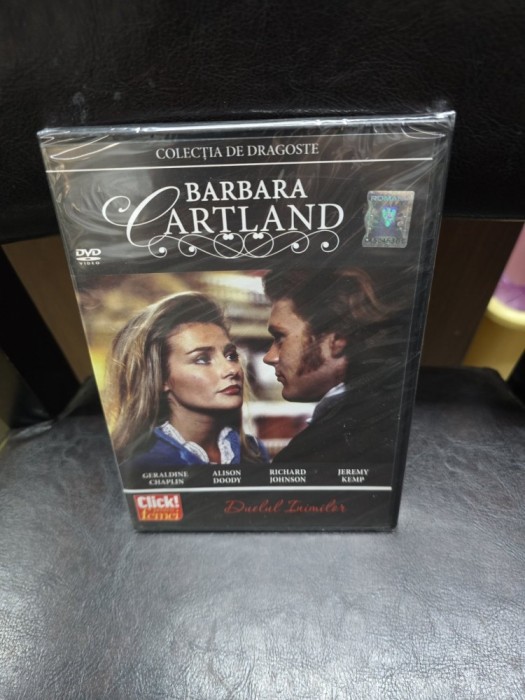 COLECȚIA DE DRAGOSTE
BARBARA
CARTLAND
DVD
VIDEO
GERALDINE
CHAPLIN
ALISON
DOODY
RICHARD
JOHNSON
JEREMY
KEMP
Click!
femei
Duelul Inimilor